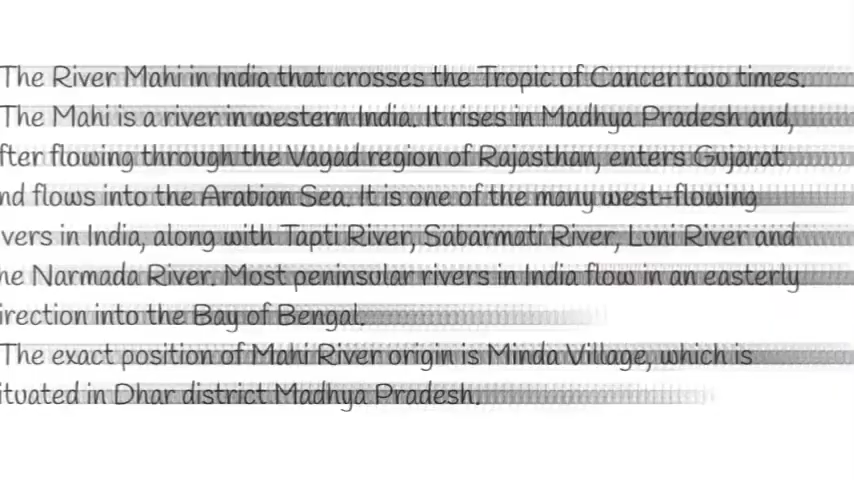 The River Mahi in India that crosses the Tropic of Cancer two times.
The Mahi is a river in western India. It rises in Madhya Pradesh and,
fter flowing through the Vagad region of Rajasthan, enters Gujarat
nd flows into the Arabian Sea. It is one of the many west-flowing
vers in India, along with Tapti River, Sabarmati River, Luni River and
he Narmada River. Most peninsular rivers in India flow in an easterly
irection into the Bay of Bengal.
The exact position of Mahi River origin is Minda Village, which is
ituated in Dhar district Madhya Pradesh.